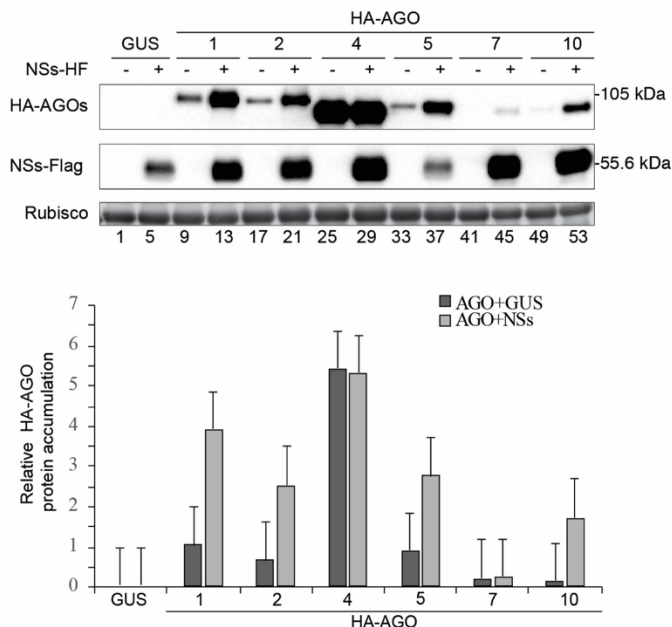 HA-AGO
GUS 1 2 4 5 7 10
NSs-HF - + - + - + - + - + - + - +
HA-AGOs -105 kDa
NSs-Flag -55.6 kDa
Rubisco
1 5 9 13 17 21 25 29 33 37 41 45 49 53
7
6
5
4
3
2
1
0
Relative HA-AGO
protein accumulation
AGO+GUS
AGO+NSs
GUS 1 2 4 5 7 10
HA-AGO